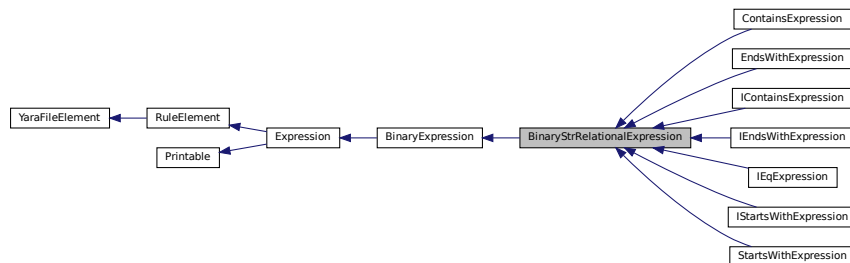 ContainsExpression
EndsWithExpression
IContainsExpression
YaraFileElement
RuleElement
Expression
BinaryExpression
BinaryStrRelationalExpression
IEndsWithExpression
Printable
IEqExpression
IStartsWithExpression
StartsWithExpression